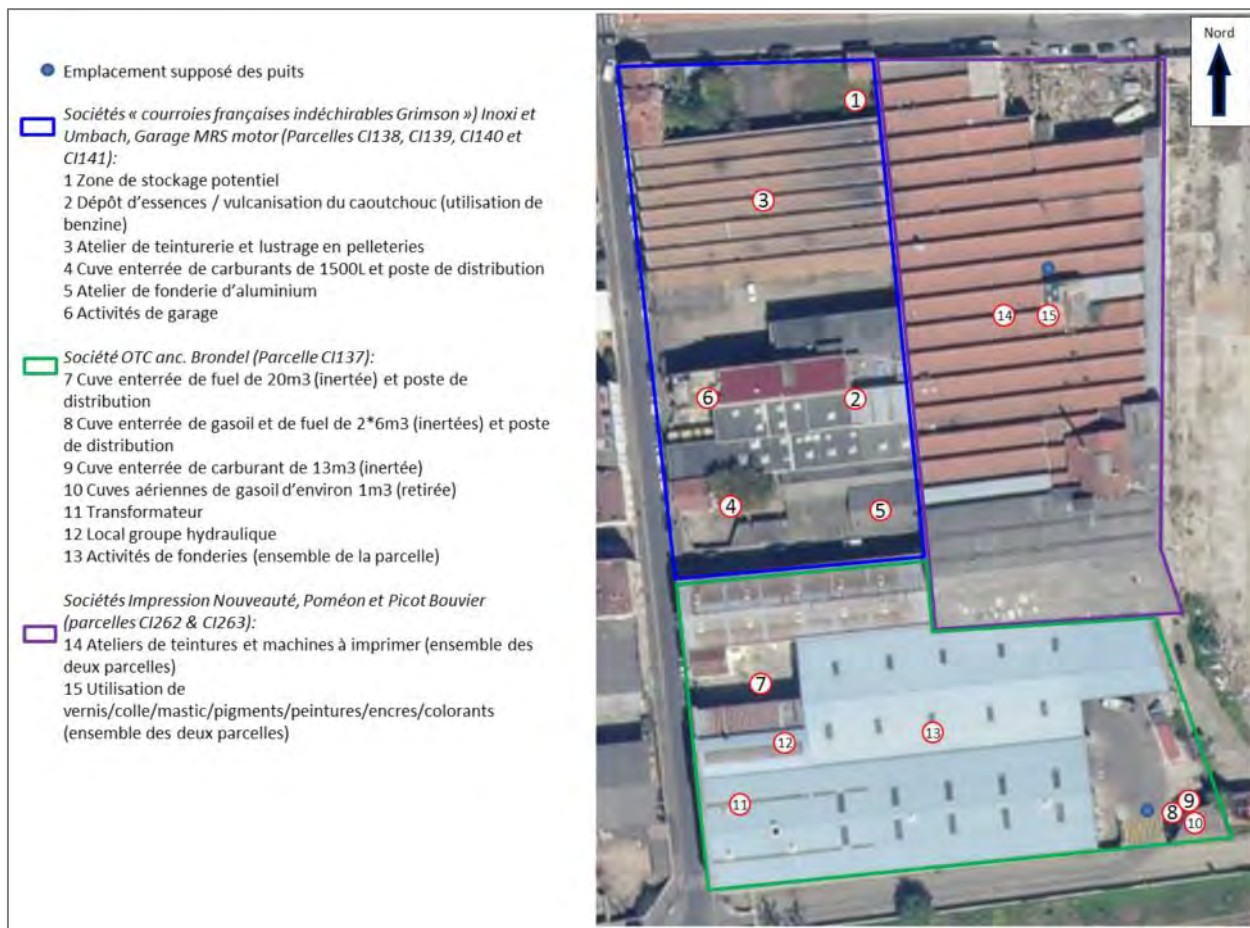 Emplacement supposé des puits
Sociétés « courroies françaises indéchirables Grimson ») Inoxi et
Umbach, Garage MRS motor (Parcelles CI138, CI139, CI140 et
CI141):
1 Zone de stockage potentiel
2 Dépôt d'essences / vulcanisation du caoutchouc (utilisation de
benzine)
3 Atelier de teinturerie et lustrage en pelleteries
4 Cuve enterrée de carburants de 1500L et poste de distribution
5 Atelier de fonderie d'aluminium
6 Activités de garage
Société OTC anc. Brondel (Parcelle CI137):
7 Cuve enterrée de fuel de 20m3 (inertée) et poste de
distribution
8 Cuve enterrée de gasoil et de fuel de 2*6m3 (inertées) et poste
de distribution
9 Cuve enterrée de carburant de 13m3 (inertée)
10 Cuves aériennes de gasoil d'environ 1m3 (retirée)
11 Transformateur
12 Local groupe hydraulique
13 Activités de fonderies (ensemble de la parcelle)
Sociétés Impression Nouveauté, Poméon et Picot Bouvier
(parcelles CI262 & CI263):
14 Ateliers de teintures et machines à imprimer (ensemble des
deux parcelles)
15 Utilisation de
vernis/colle/mastic/pigments/peintures/encres/colorants
(ensemble des deux parcelles)
Nord
1
3
14
15
6
2
4
5
7
12
13
11
9
8
10